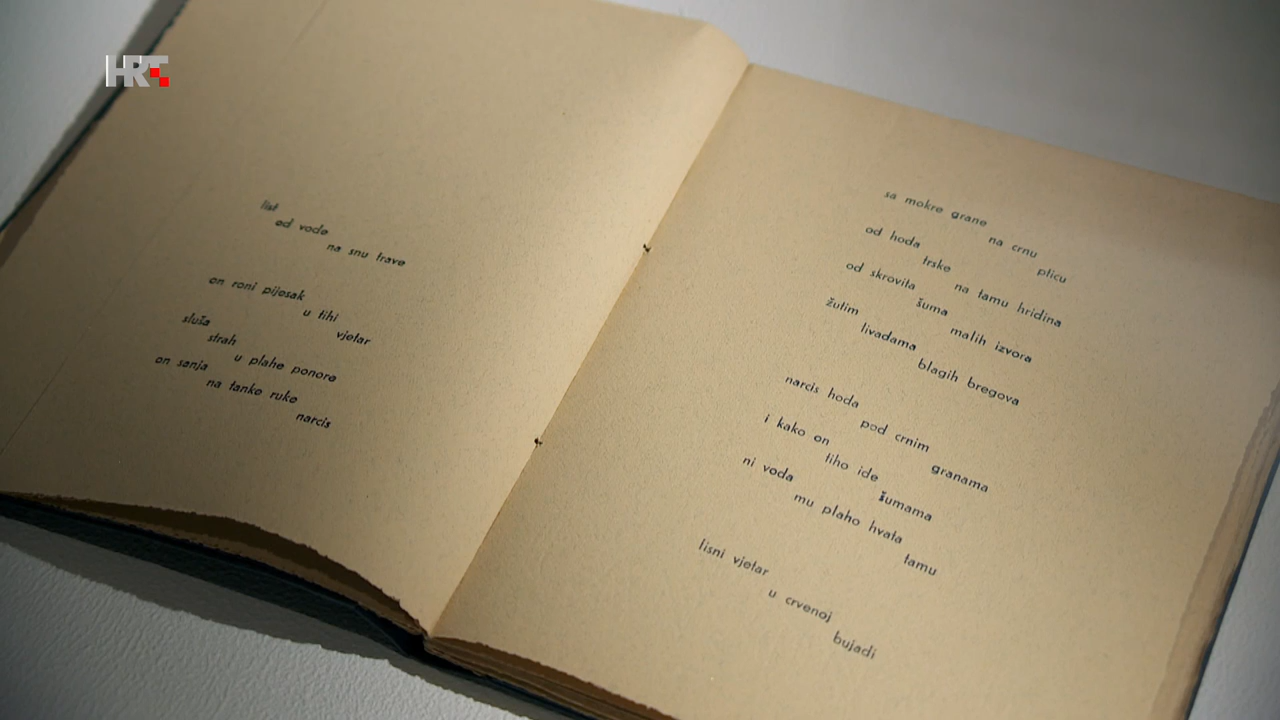 HRT
list
od vode
na snu trave
on roni pijesak
u tihi
vjetar
sluša
strah
u plahe ponore
on sanja
na tanke ruke
narcis
sa mokre grane
na crnu
pticu
od hoda
trske
na tamu hridina
od skrovita
šuma
malih izvora
žutim
livadama
blagih bregova
narcis hoda
pod crnim
granama
i kako on
tiho ide
šumama
ni voda
mu plaho hvata
tamu
lisni vjetar
u crvenoj
bujadi